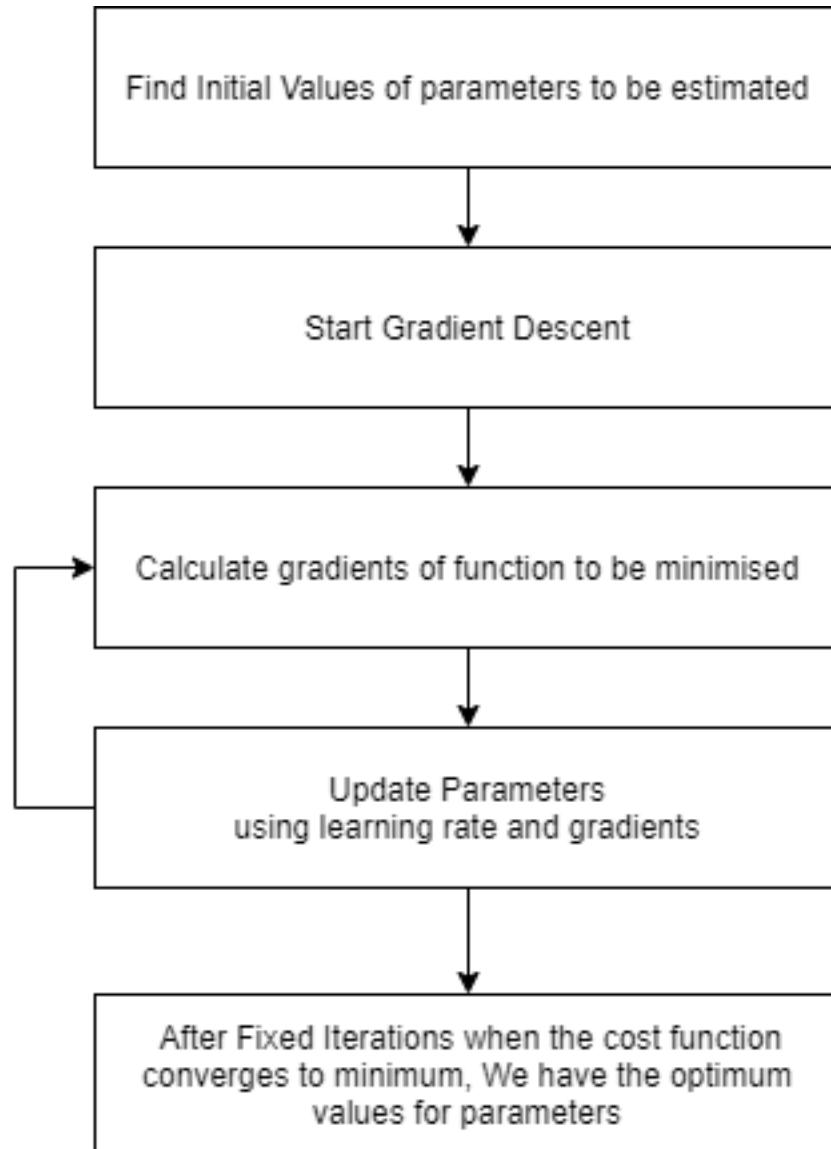 Find Initial Values of parameters to be estimated
Start Gradient Descent
Calculate gradients of function to be minimised
Update Parameters
using learning rate and gradients
After Fixed Iterations when the cost function
converges to minimum, We have the optimum
values for parameters